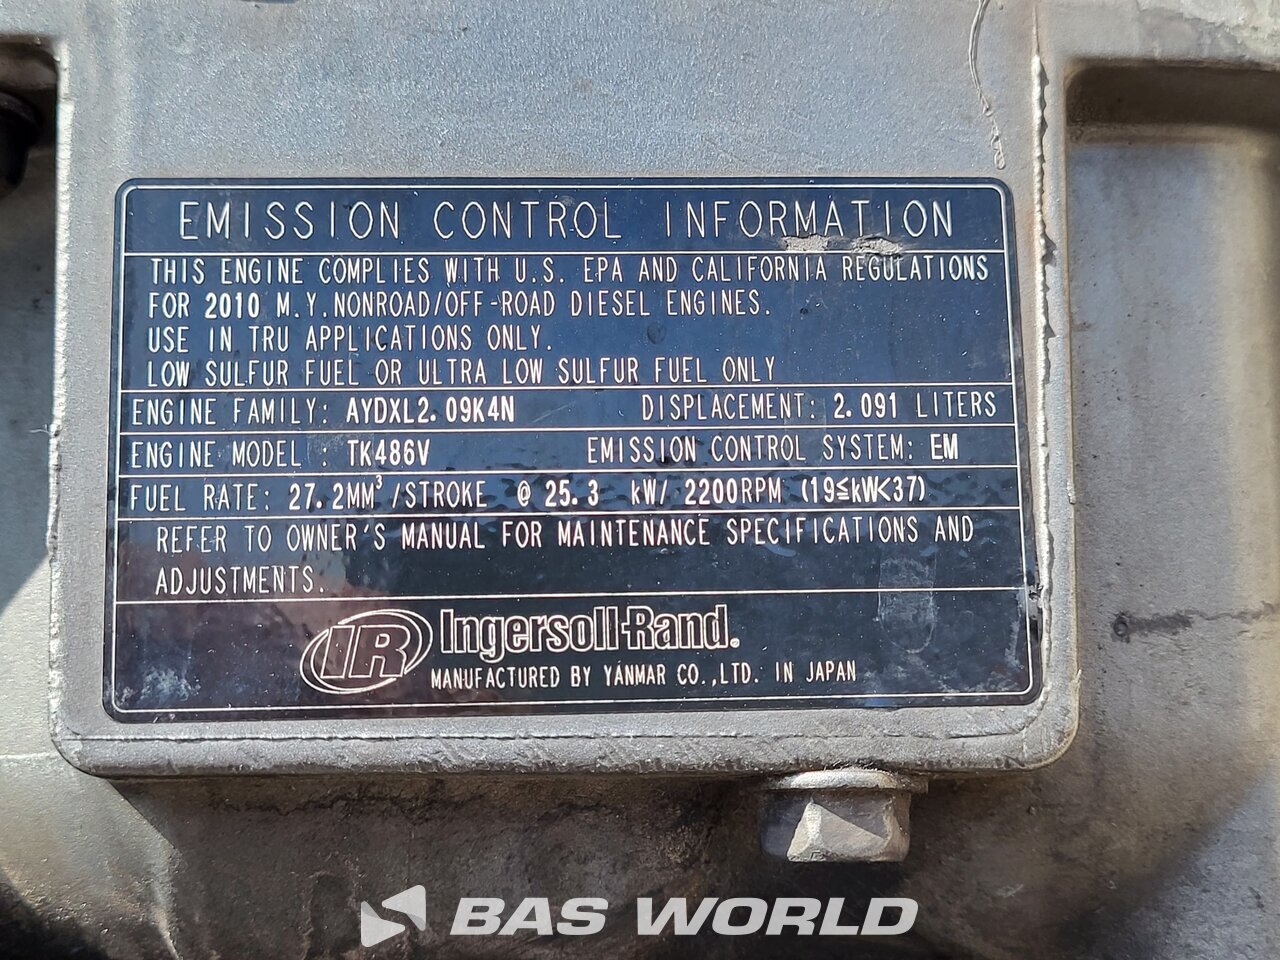 EMISSION CONTROL INFORMATION
THIS ENGINE COMPLIES WITH U.S. EPA AND CALIFORNIA REGULATIONS
FOR 2010 M.Y.NONROAD/OFF-ROAD DIESEL ENGINES.
USE IN TRU APPLICATIONS ONLY.
LOW SULFUR FUEL OR ULTRA LOW SULFUR FUEL ONLY
ENGINE FAMILY: AYDXL2.09K4N DISPLACEMENT: 2.091 LITERS
ENGINE MODEL : TK486V EMISSION CONTROL SYSTEM: EM
FUEL RATE: 27.2MM³/STROKE @ 25.3 kW/ 2200RPM (19≦kW<37)
REFER TO OWNER'S MANUAL FOR MAINTENANCE SPECIFICATIONS AND
ADJUSTMENTS.
IR Ingersoll-Rand.
MANUFACTURED BY YANMAR CO.,LTD. IN JAPAN
BAS WORLD